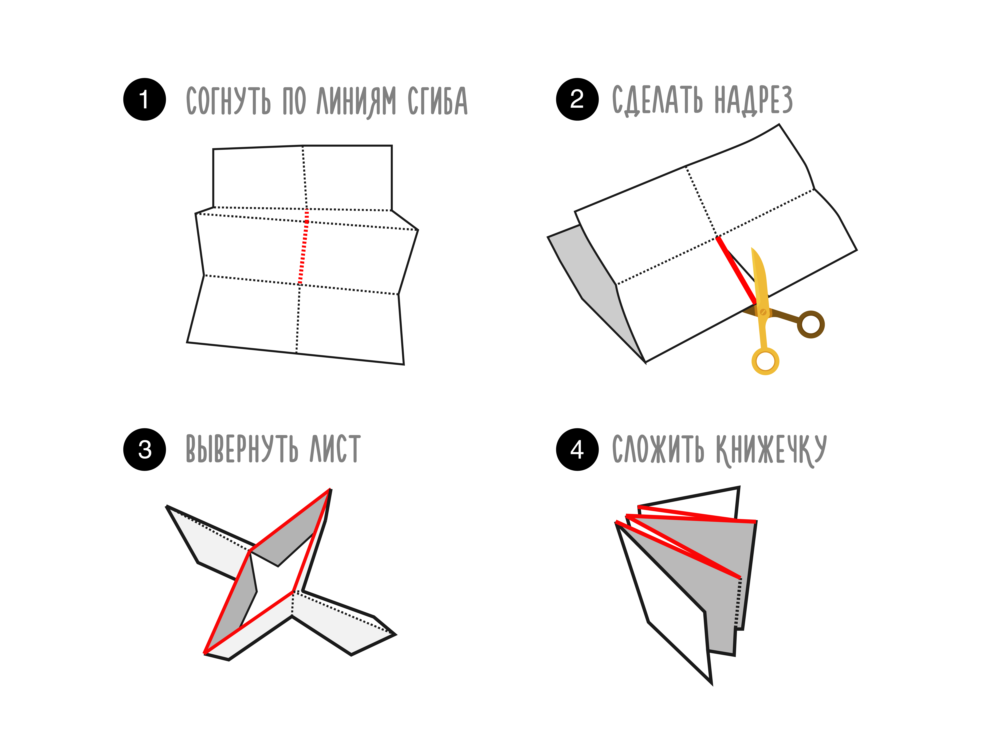 1 СОГНУТЬ ПО ЛИНИЯМ СГИБА
2 СДЕЛАТЬ НАДРЕЗ
3 ВЫВЕРНУТЬ ЛИСТ
4 СЛОЖИТЬ КНИЖЕЧКУ